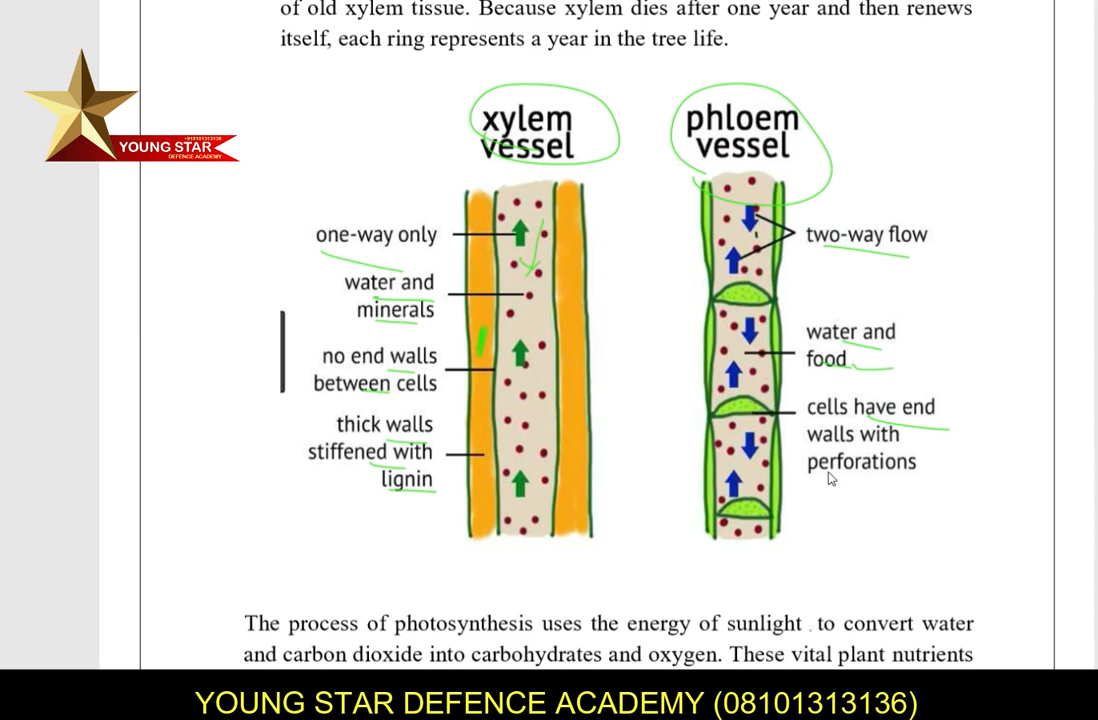 of old xylem tissue. Because xylem dies after one year and then renews
itself, each ring represents a year in the tree life.
+918101313136
YOUNG STAR
DEFENCE ACADEMY
xylem
vessel
phloem
vessel
one-way only
water and
minerals
no end walls
between cells
thick walls
stiffened with
lignin
two-way flow
water and
food
cells have end
walls with
perforations
The process of photosynthesis uses the energy of sunlight . to convert water
and carbon dioxide into carbohydrates and oxygen. These vital plant nutrients
YOUNG STAR DEFENCE ACADEMY (08101313136)